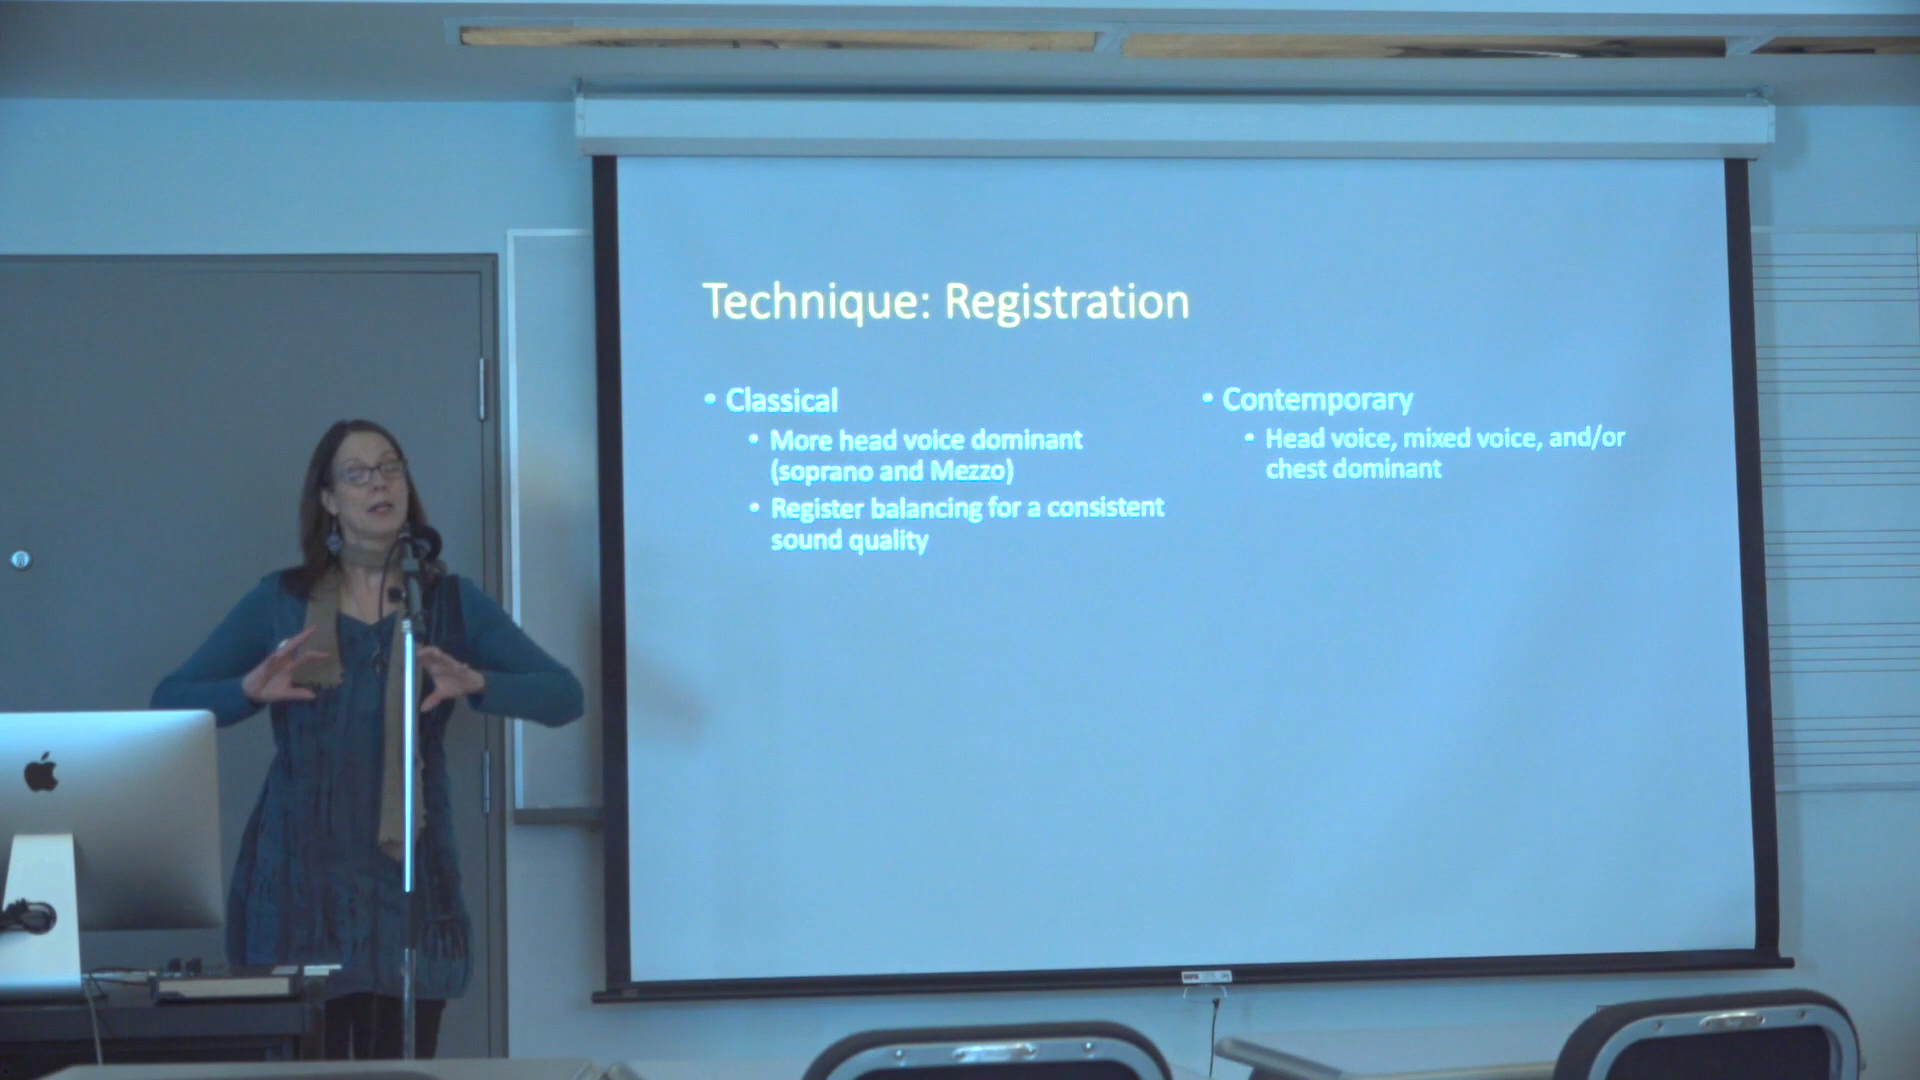 Technique: Registration
• Classical
• More head voice dominant
(soprano and Mezzo)
• Register balancing for a consistent
sound quality
• Contemporary
• Head voice, mixed voice, and/or
chest dominant